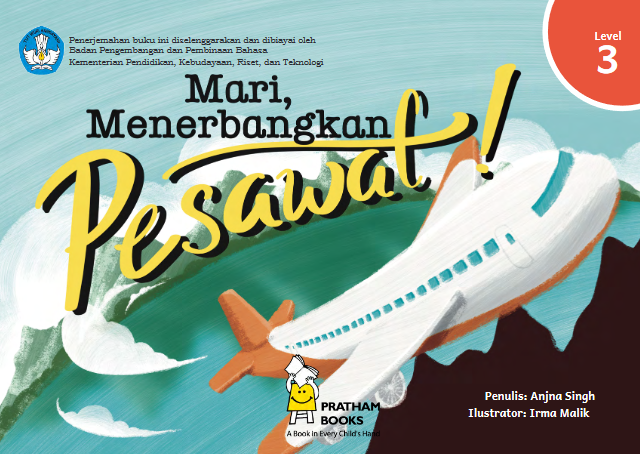 Penerjemahan buku ini diselenggarakan dan dibiayai oleh
Badan Pengembangan dan Pembinaan Bahasa
Kementerian Pendidikan, Kebudayaan, Riset, dan Teknologi
Level
3
Mari,
Menerbangkan
Pesawat!
PRATHAM
BOOKS
A Book in Every Child's Hand
Penulis: Anjna Singh
Ilustrator: Irma Malik